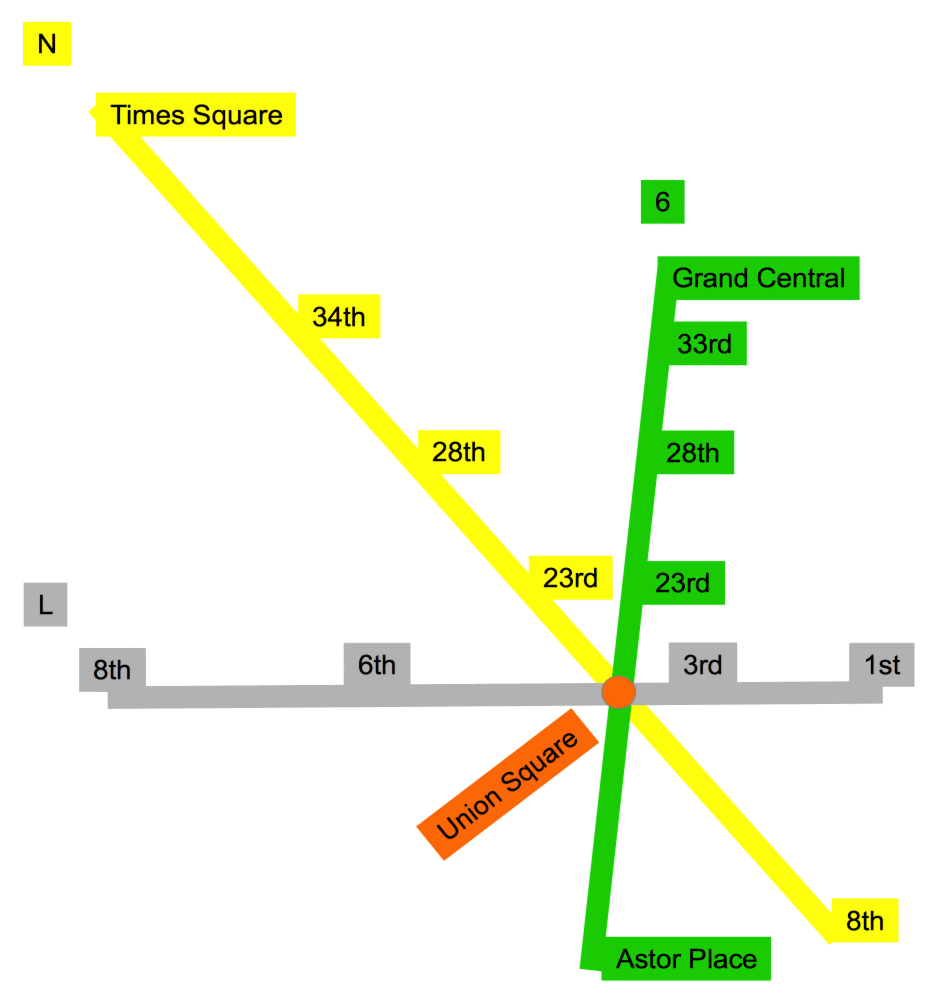 N
Times Square
6
Grand Central
34th
33rd
28th
28th
23rd
23rd
L
8th
6th
3rd
1st
Union Square
8th
Astor Place